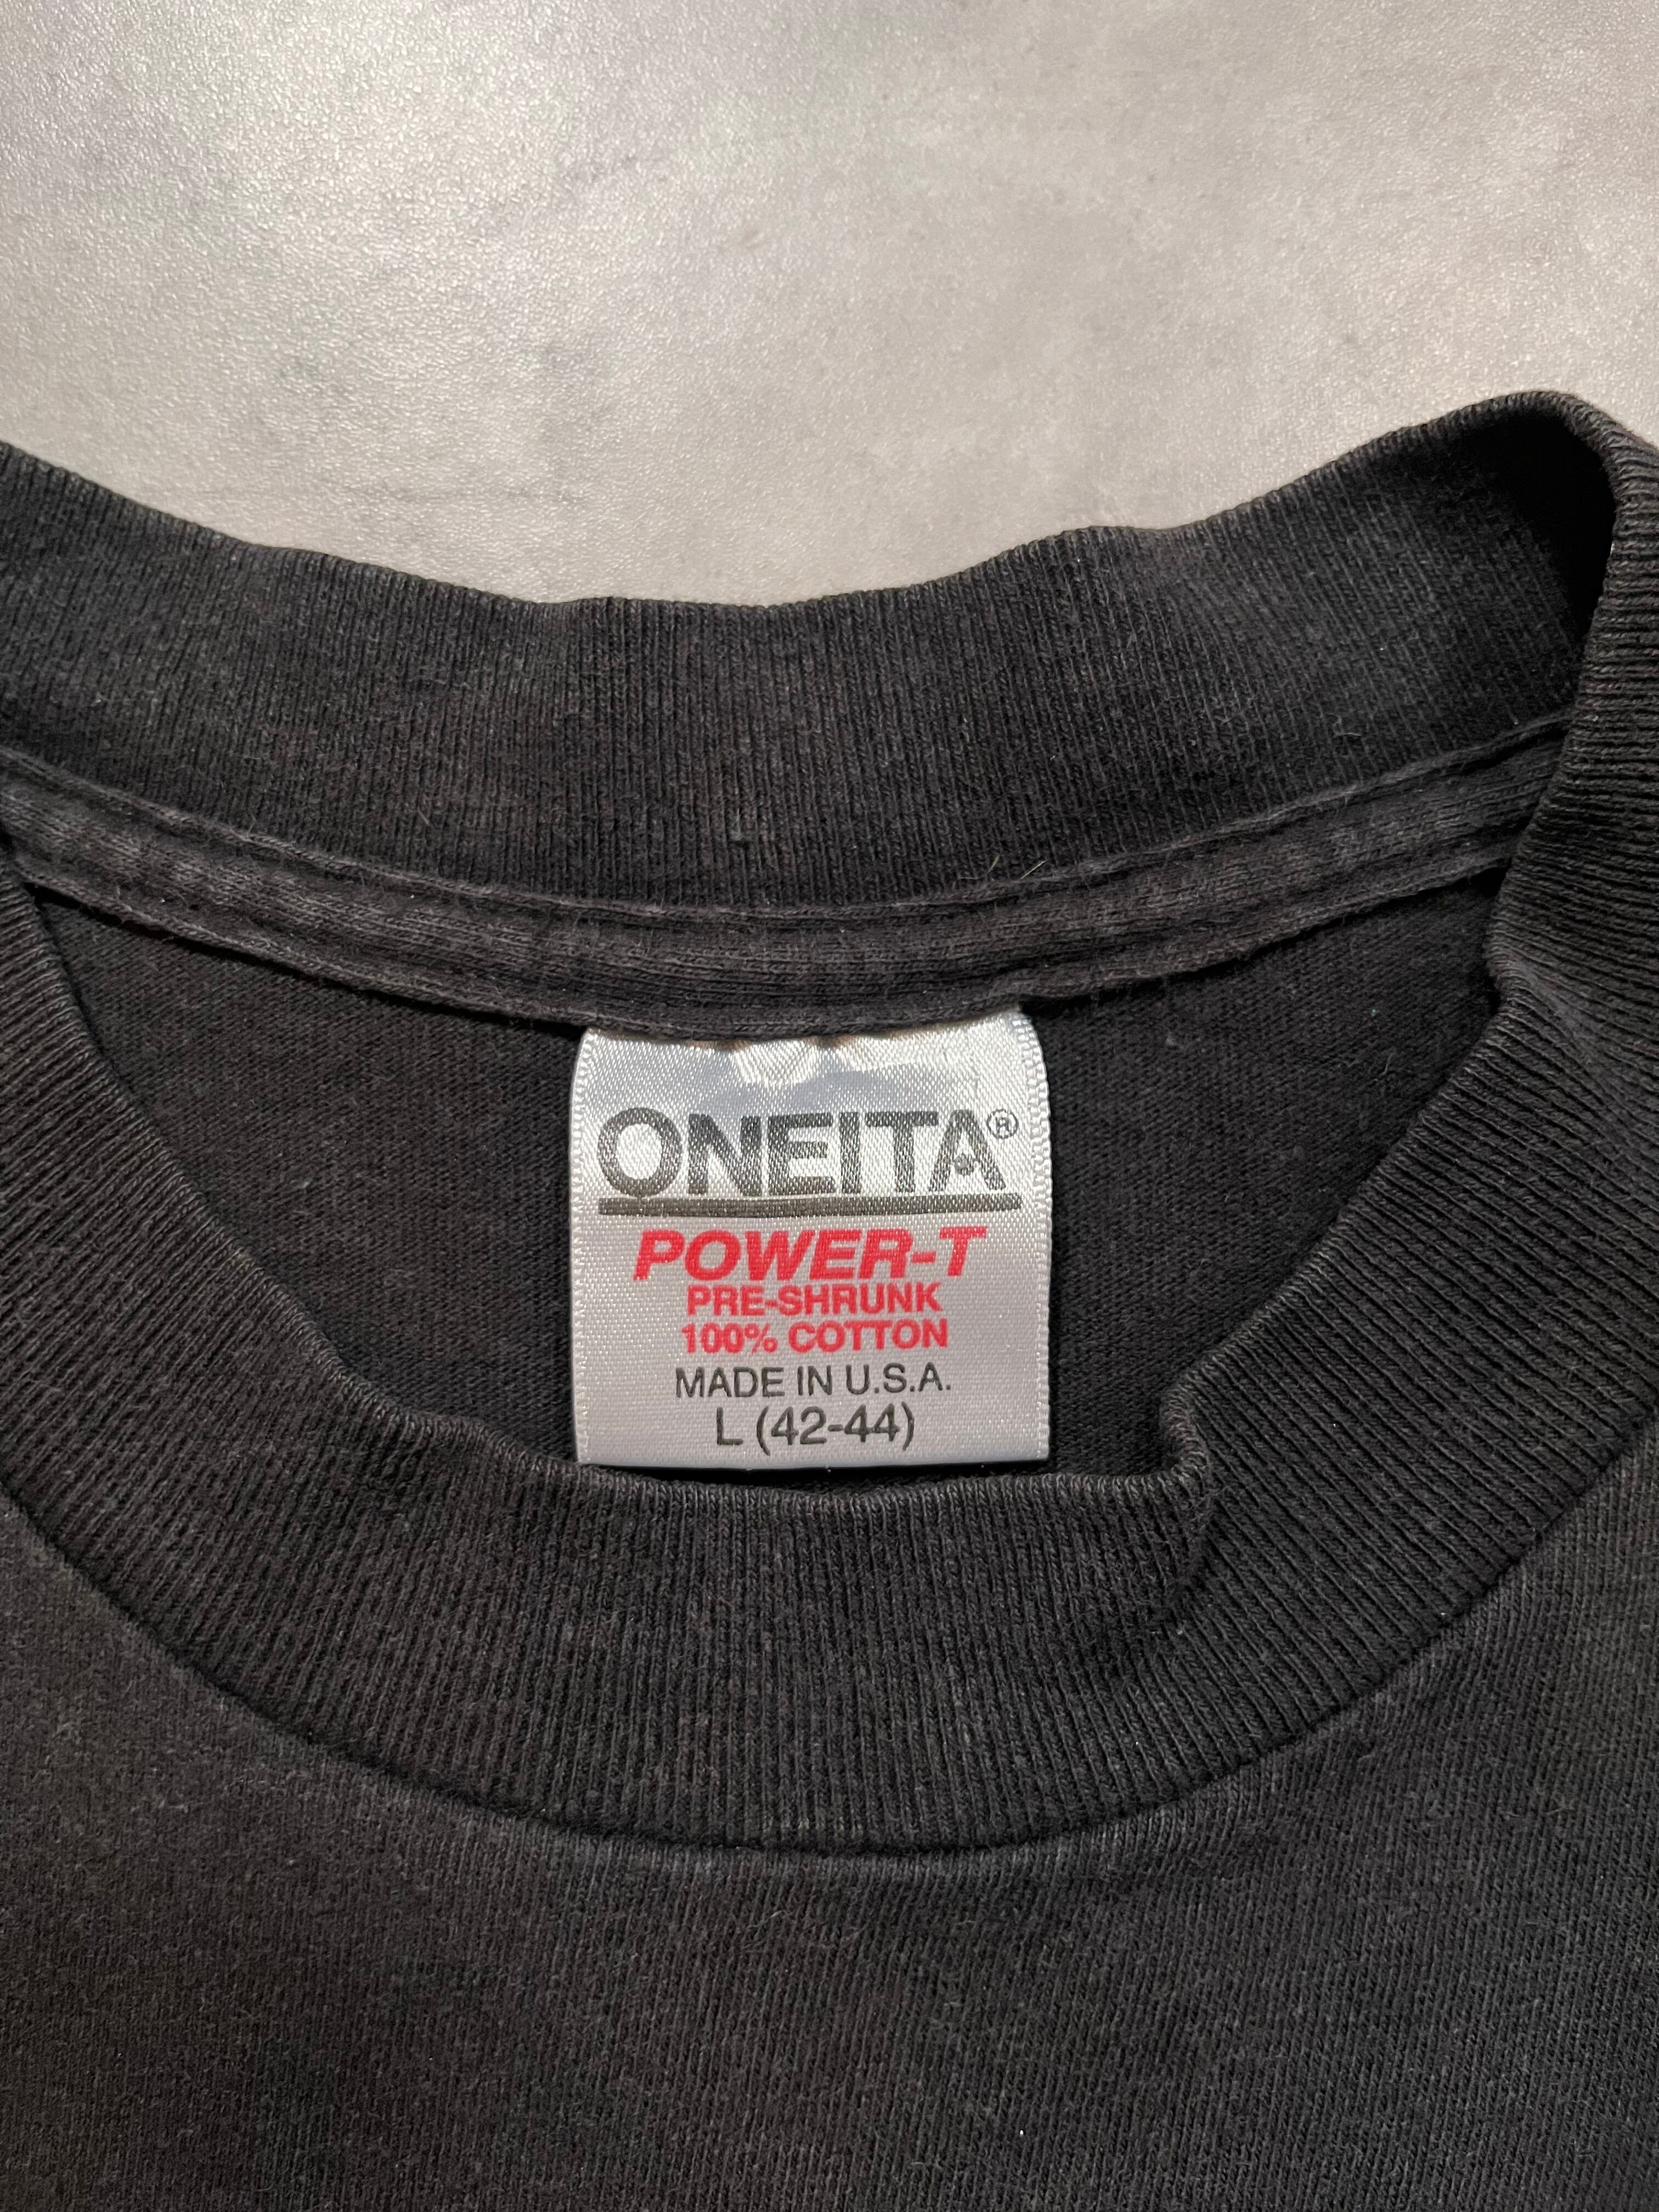 ONEITA®
POWER-T
PRE-SHRUNK
100% COTTON
MADE IN U.S.A.
L (42-44)